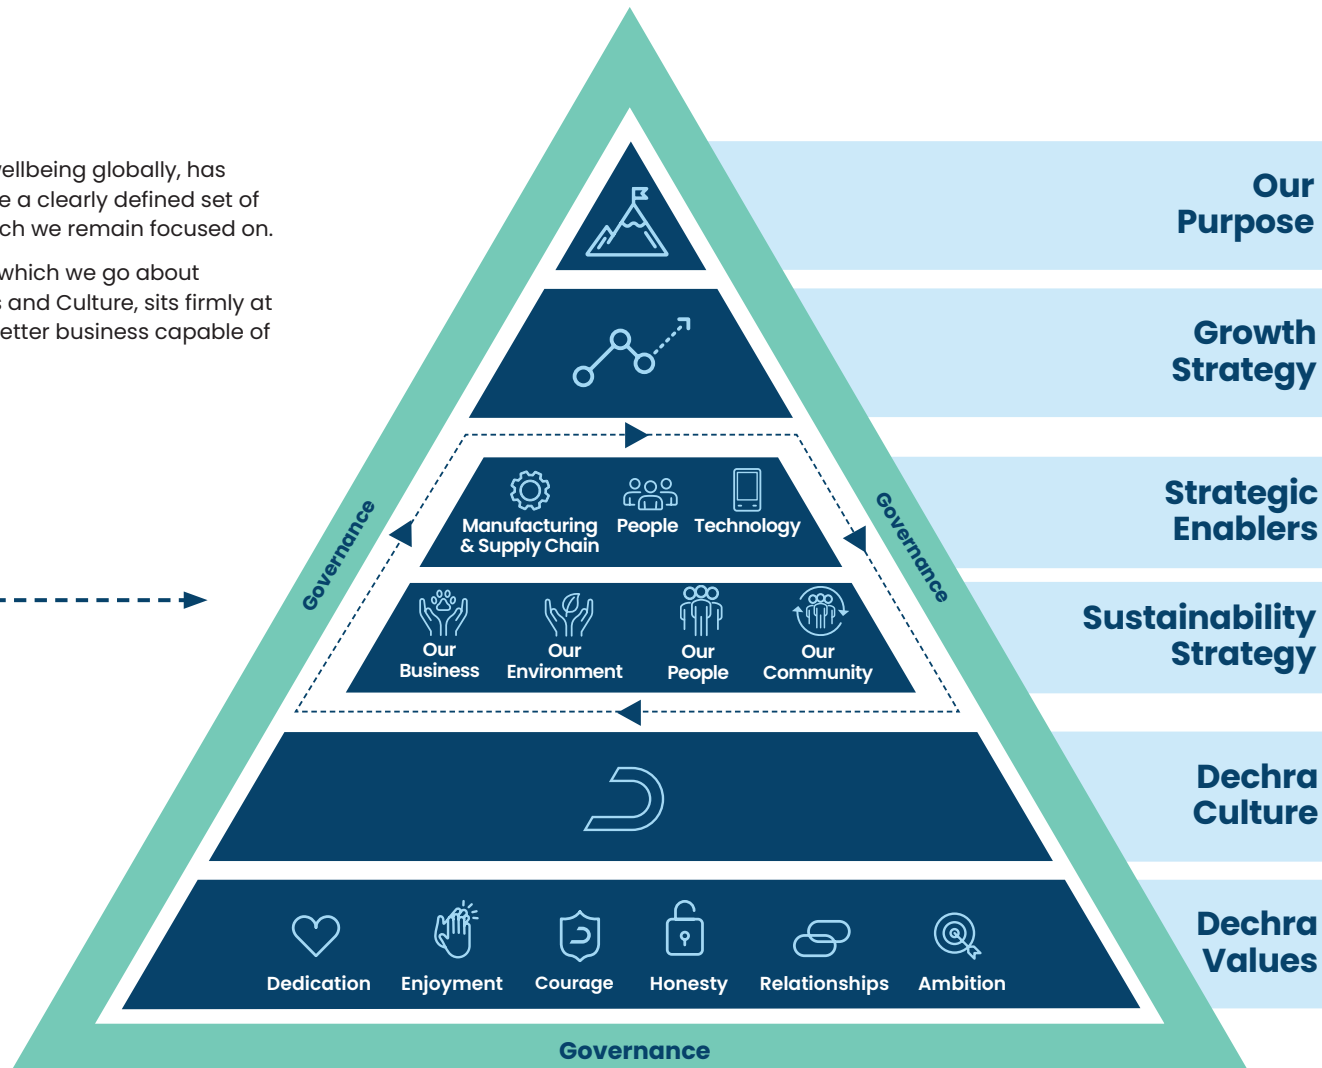 wellbeing globally, has
e a clearly defined set of
ch we remain focused on.
which we go about
s and Culture, sits firmly at
etter business capable of
Our
Purpose
Growth
Strategy
Governance
Governance
Manufacturing
& Supply Chain
People
Technology
Strategic
Enablers
Our
Business
Our
Environment
Our
People
Our
Community
Sustainability
Strategy
Dechra
Culture
Dedication
Enjoyment
Courage
Honesty
Relationships
Ambition
Dechra
Values
Governance